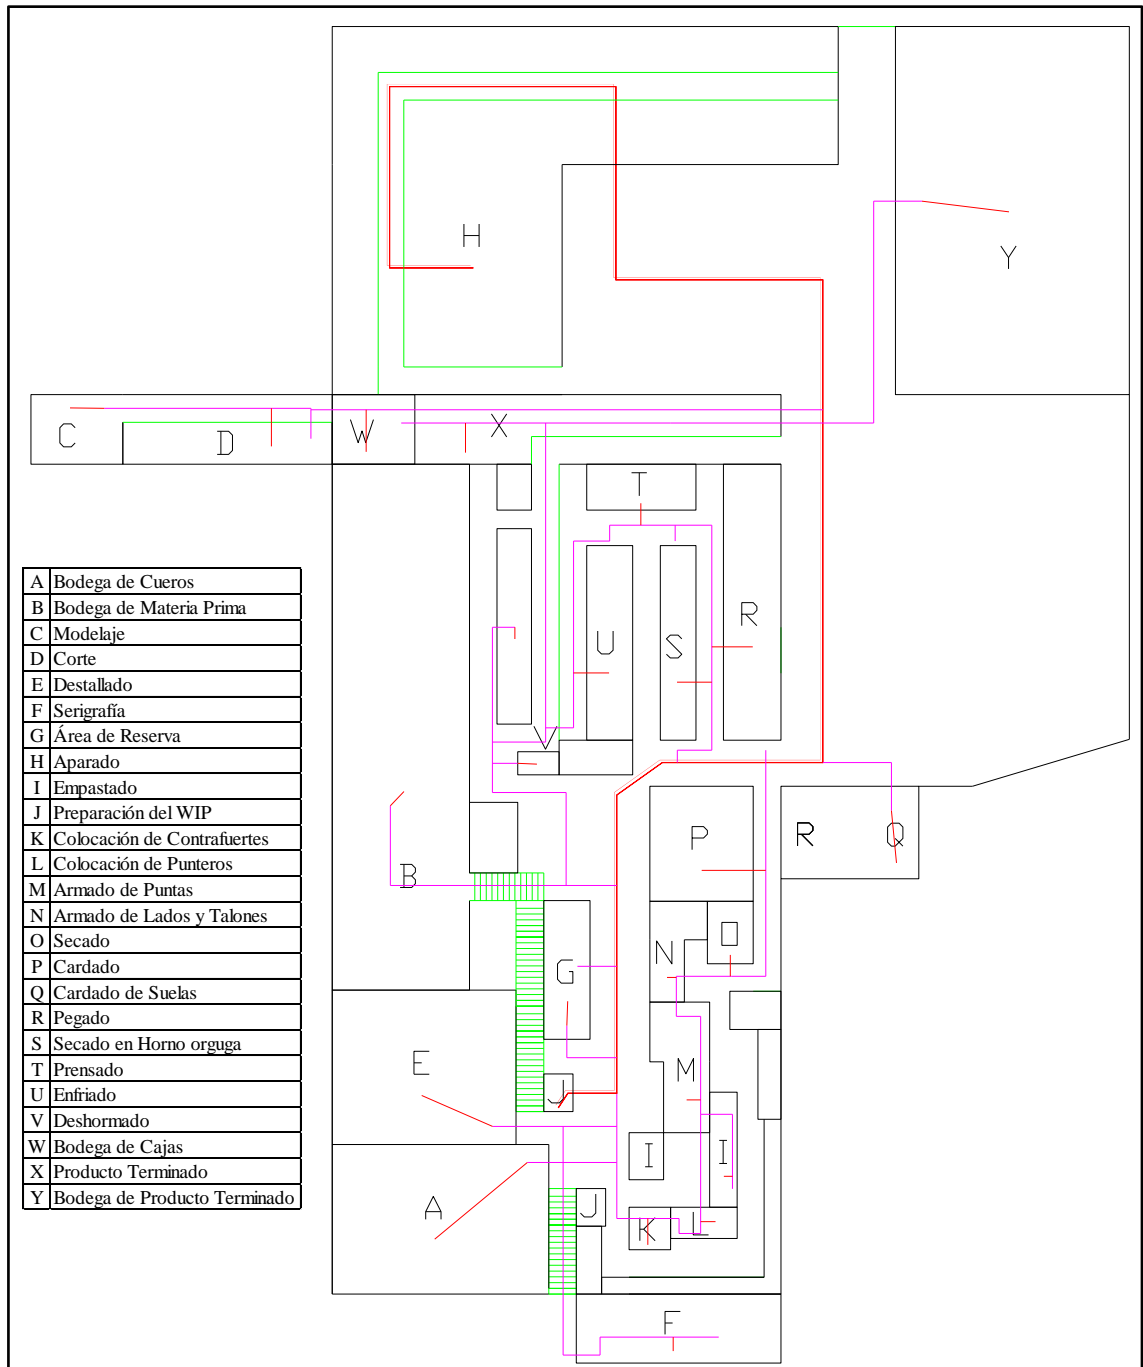 H
Y
C
D
W
X
T
U
S
R
V
A Bodega de Cueros
B Bodega de Materia Prima
C Modelaje
D Corte
E Destallado
F Serigrafía
G Área de Reserva
H Aparado
I Empastado
J Preparación del WIP
K Colocación de Contrafuertes
L Colocación de Punteros
M Armado de Puntas
N Armado de Lados y Talones
O Secado
P Cardado
Q Cardado de Suelas
R Pegado
S Secado en Horno orguga
T Prensado
U Enfriado
V Deshormado
W Bodega de Cajas
X Producto Terminado
Y Bodega de Producto Terminado
B
P
R
Q
O
N
G
E
J
M
I
I
A
J
K
L
F